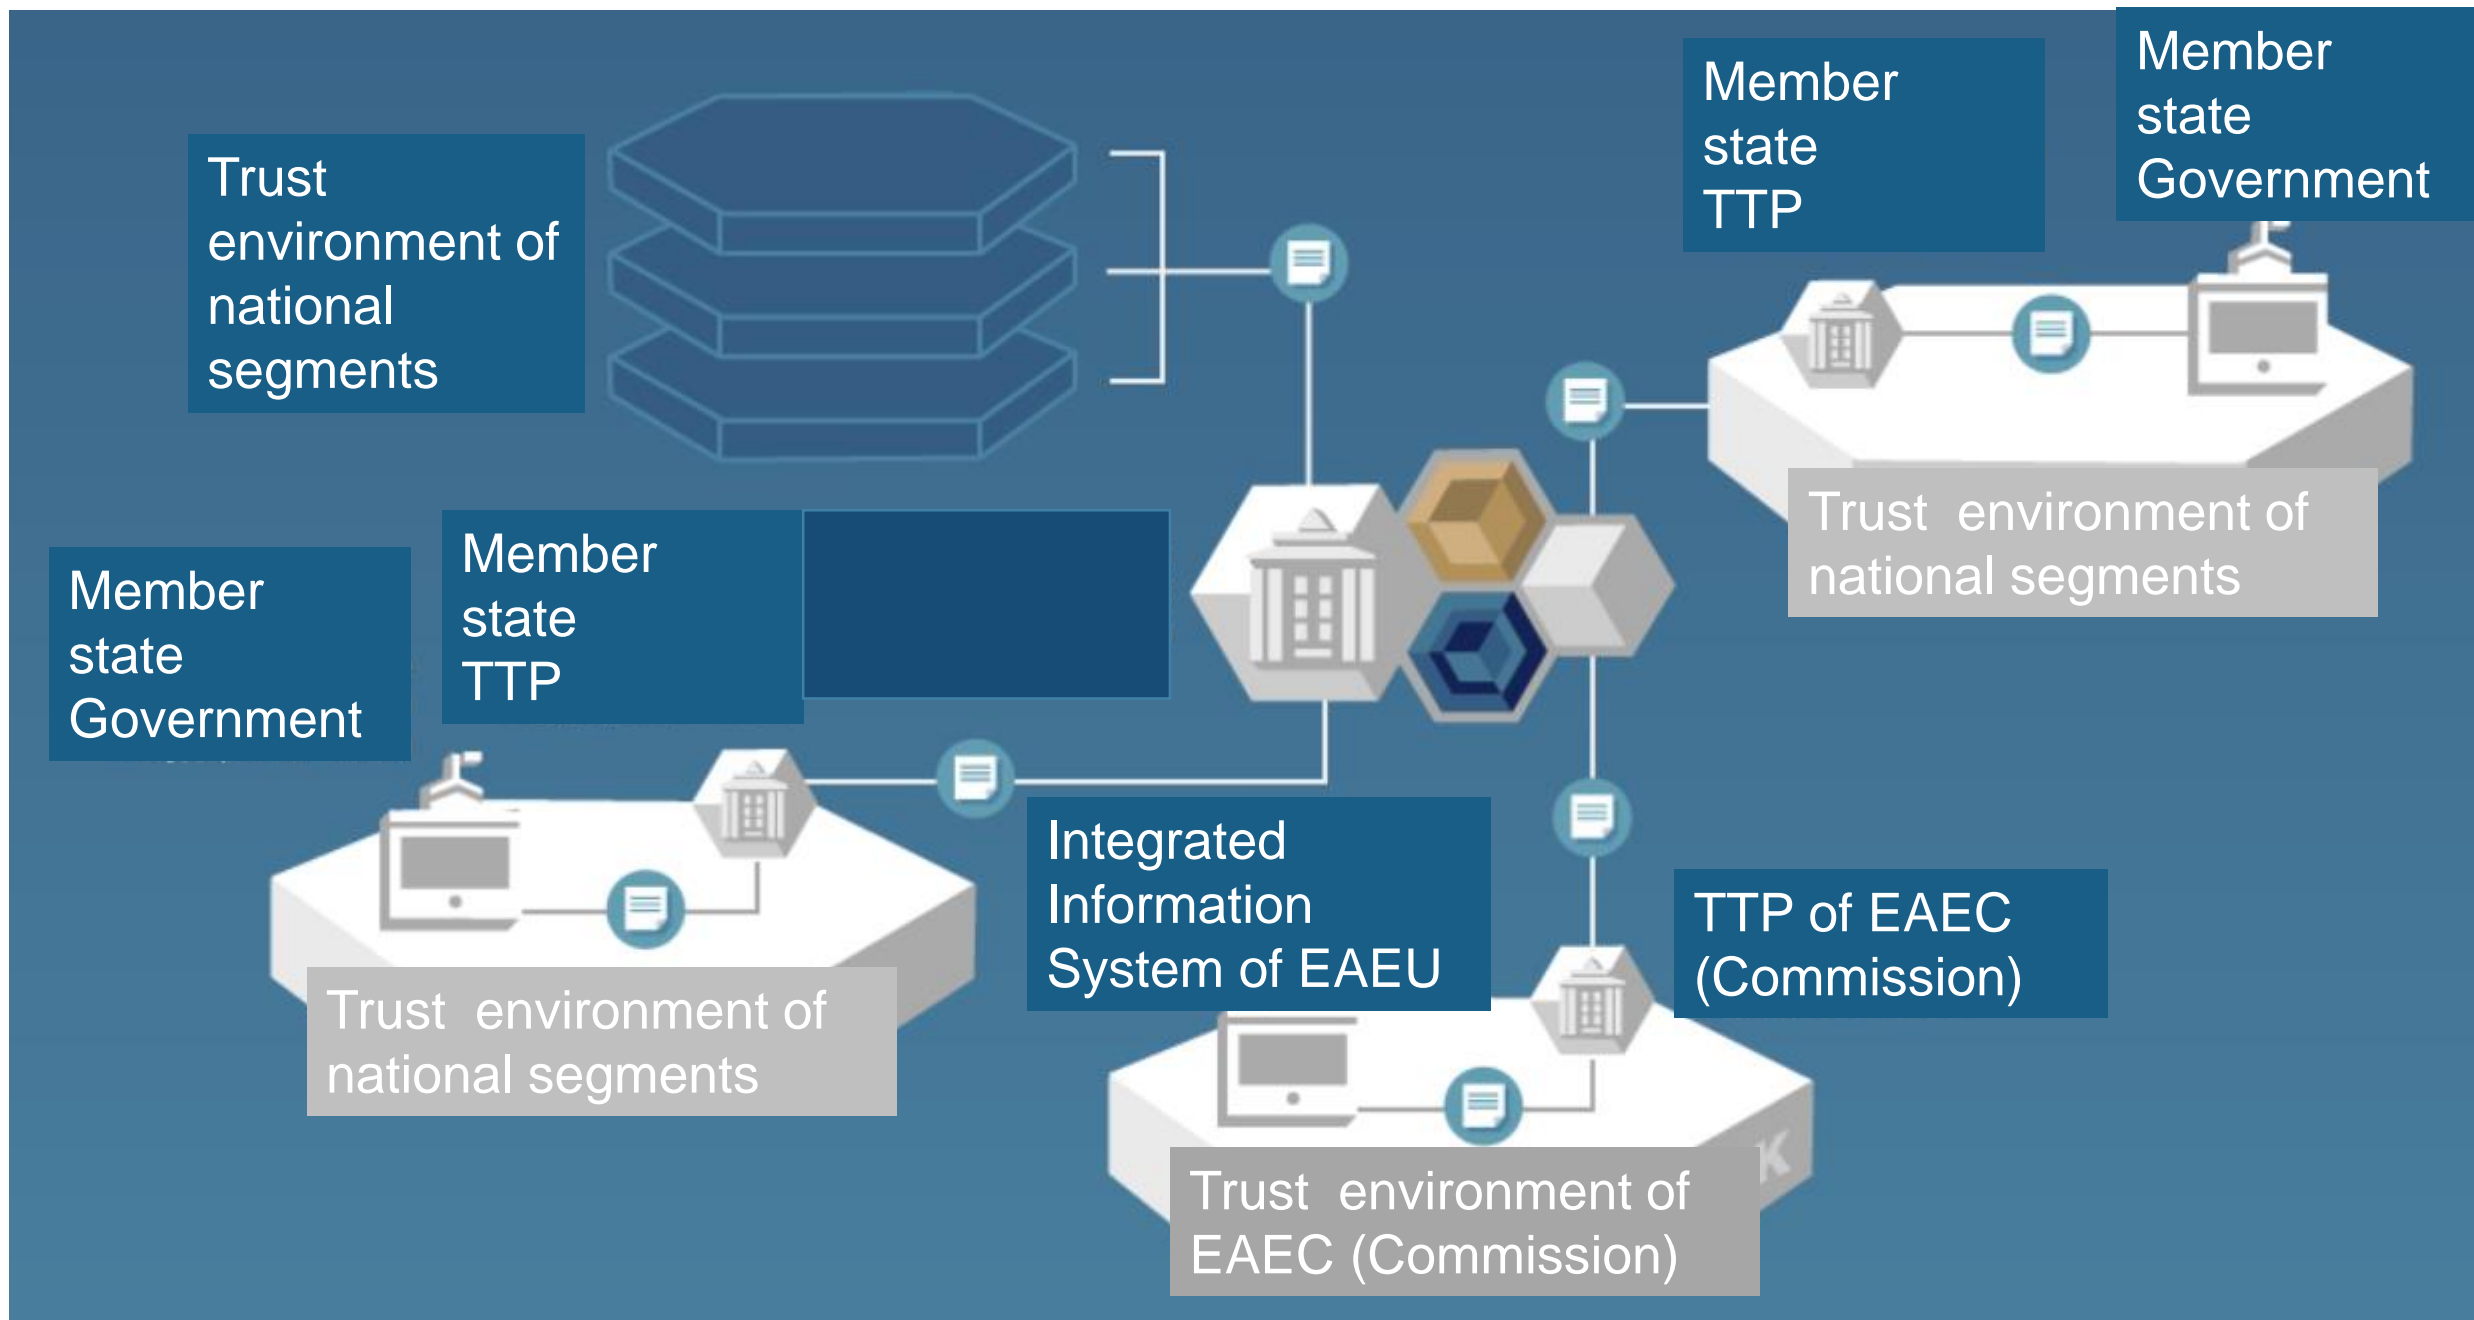 Member
state
Government
Member
state
TTP
Trust
environment of
national
segments
Trust  environment of
national segments
Member
state
TTP
Member
state
Government
Integrated
Information
System of EAEU
TTP of EAEC
(Commission)
Trust  environment of
national segments
Trust  environment of
EAEC (Commission)